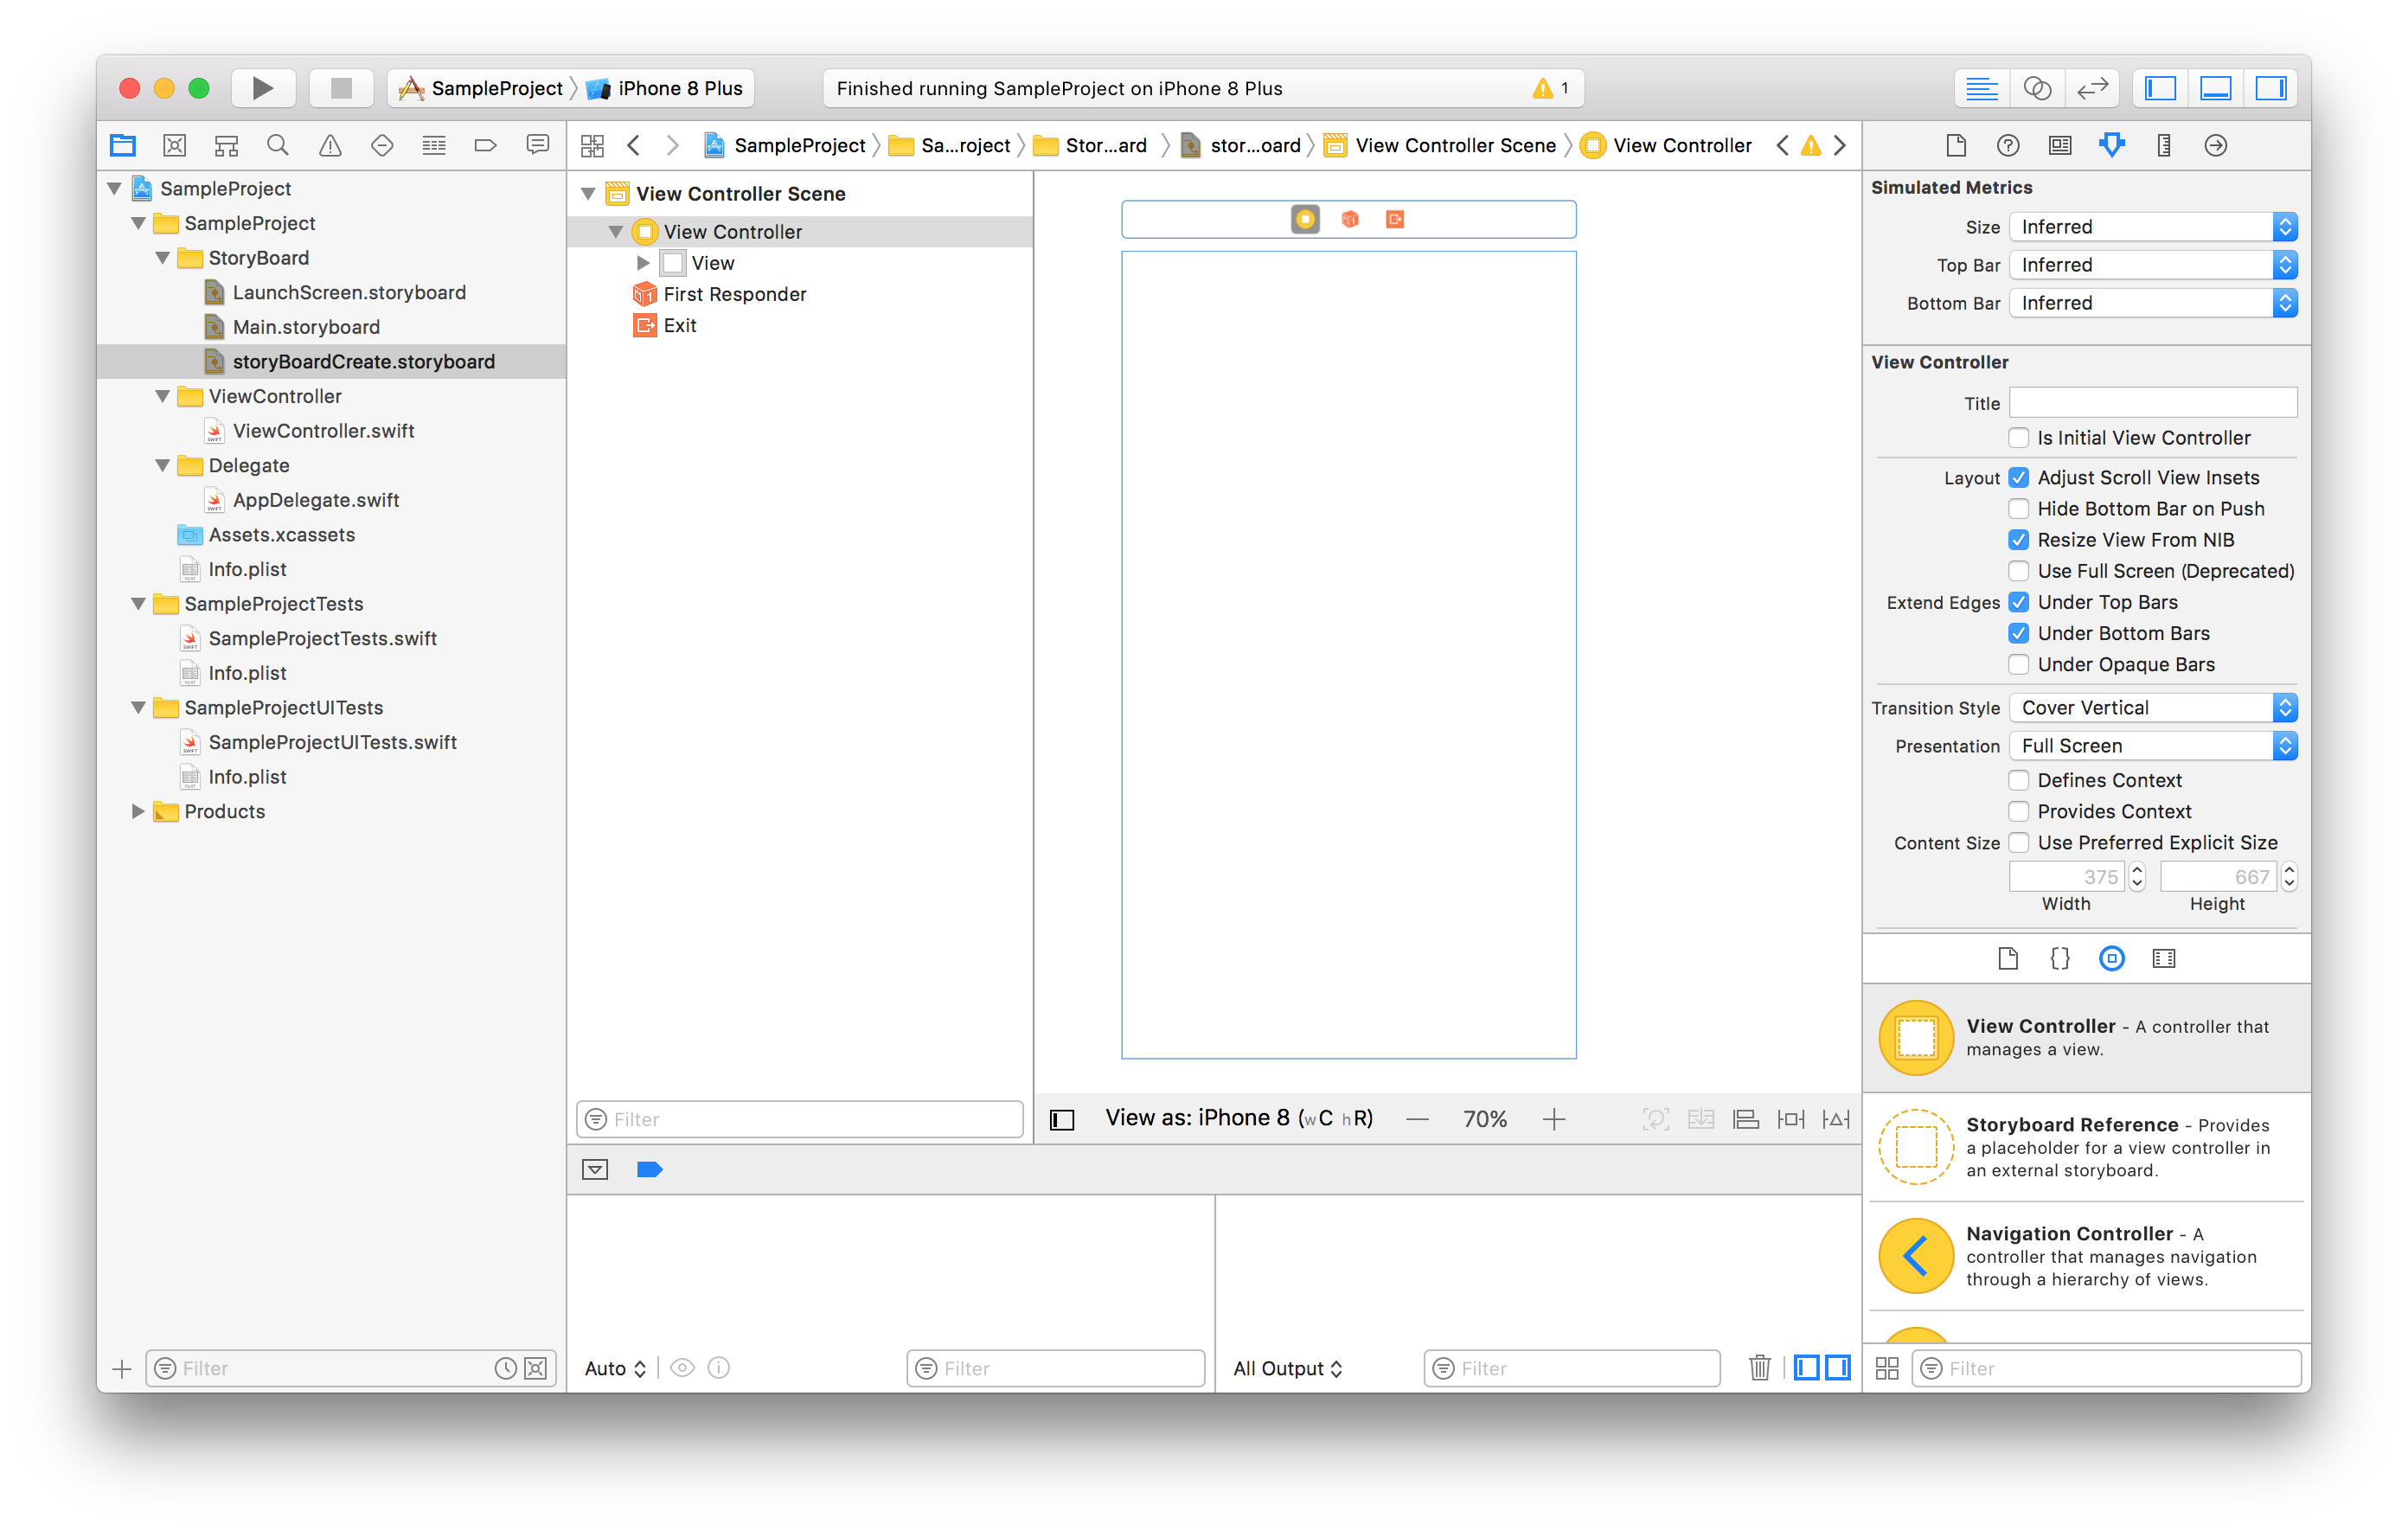 SampleProject
iPhone 8 Plus
Finished running SampleProject on iPhone 8 Plus
1
SampleProject
Sa...roject
Stor...ard
stor...oard
View Controller Scene
View Controller
SampleProject
SampleProject
StoryBoard
LaunchScreen.storyboard
Main.storyboard
storyBoardCreate.storyboard
ViewController
ViewController.swift
Delegate
AppDelegate.swift
Assets.xcassets
Info.plist
SampleProjectTests
SampleProjectTests.swift
Info.plist
SampleProjectUITests
SampleProjectUITests.swift
Info.plist
Products
Filter
View Controller Scene
View Controller
View
First Responder
Exit
Filter
View as: iPhone 8 (wC hR)
70%
Auto
Filter
All Output
Filter
Simulated Metrics
Size Inferred
Top Bar Inferred
Bottom Bar Inferred
View Controller
Title
Is Initial View Controller
Layout Adjust Scroll View Insets
Hide Bottom Bar on Push
Resize View From NIB
Use Full Screen (Deprecated)
Extend Edges Under Top Bars
Under Bottom Bars
Under Opaque Bars
Transition Style Cover Vertical
Presentation Full Screen
Defines Context
Provides Context
Content Size Use Preferred Explicit Size
375 667
Width Height
{}
View Controller - A controller that
manages a view.
Storyboard Reference - Provides
a placeholder for a view controller in
an external storyboard.
Navigation Controller - A
controller that manages navigation
through a hierarchy of views.
Filter